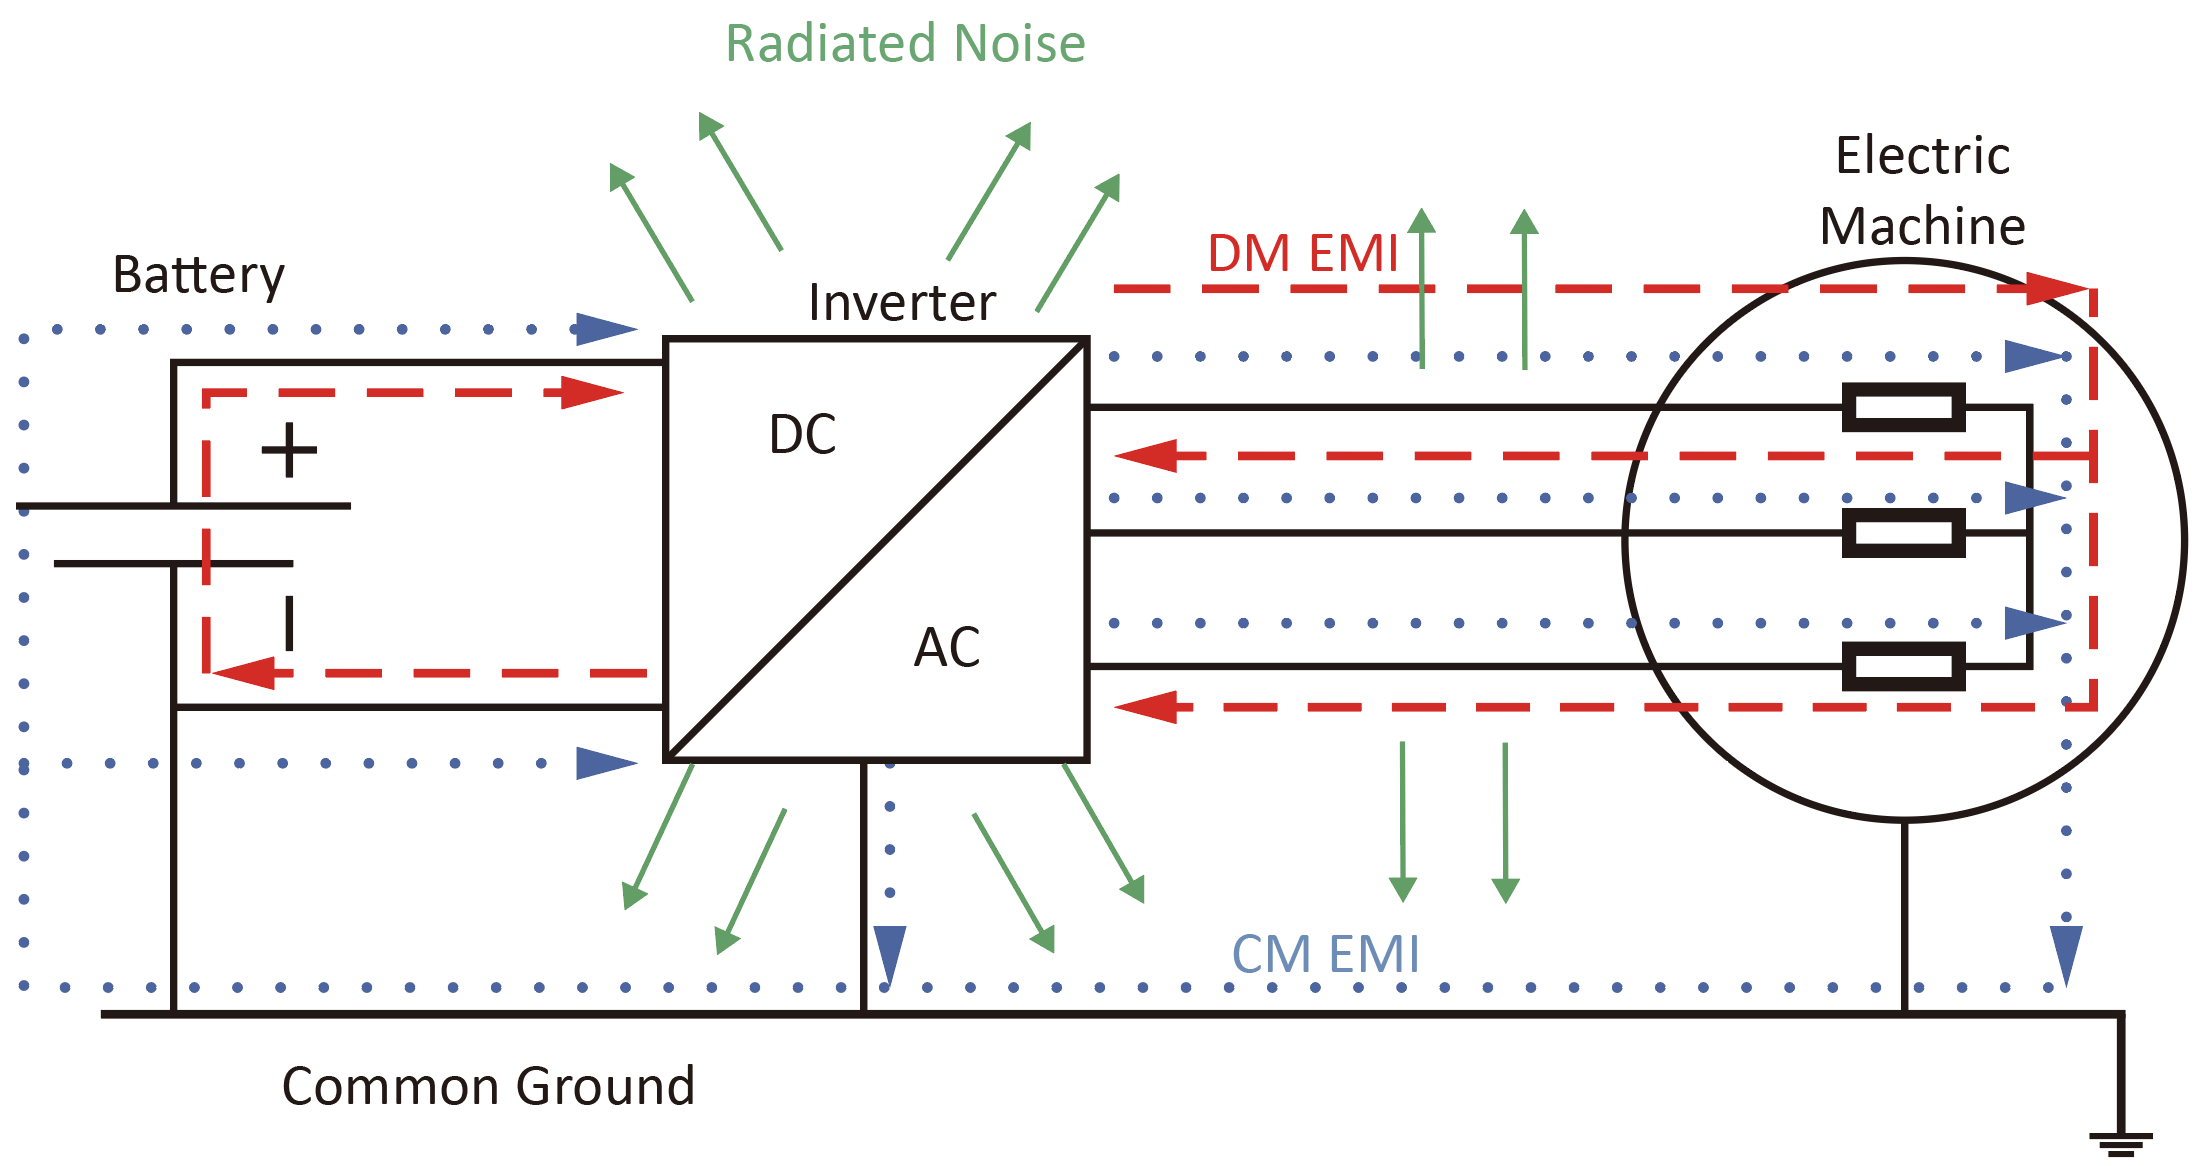 Radiated Noise
Electric
Machine
DM EMI
Battery
Inverter
+
DC
AC
CM EMI
Common Ground